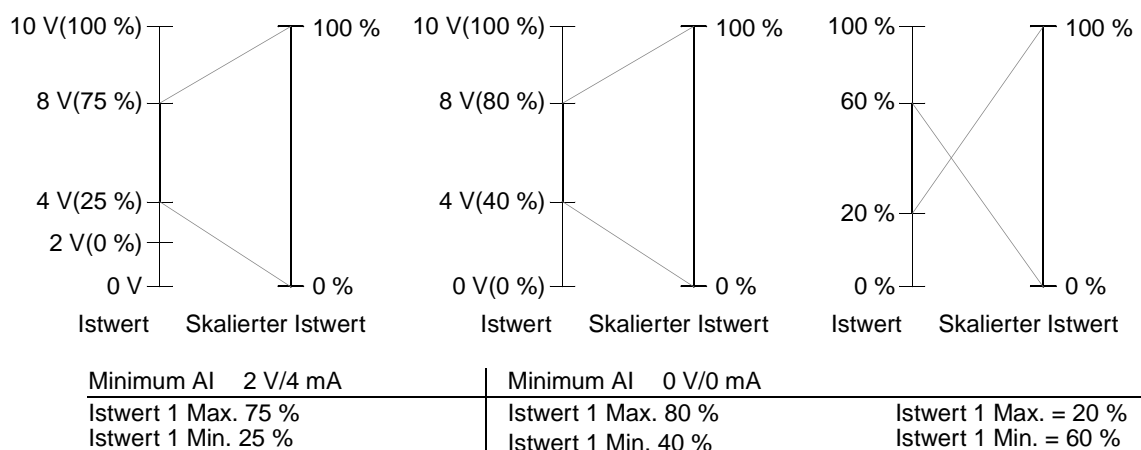 10 V(100 %)
100 %
8 V(75 %)
4 V(25 %)
2 V(0 %)
0 V
0 %
Istwert
Skalierter Istwert
10 V(100 %)
100 %
8 V(80 %)
4 V(40 %)
0 V(0 %)
0 %
Istwert
Skalierter Istwert
100 %
100 %
60 %
20 %
0 %
0 %
Istwert
Skalierter Istwert
Minimum AI 2 V/4 mA
Istwert 1 Max. 75 %
Istwert 1 Min. 25 %
Minimum AI 0 V/0 mA
Istwert 1 Max. 80 %
Istwert 1 Min. 40 %
Istwert 1 Max. = 20 %
Istwert 1 Min. = 60 %